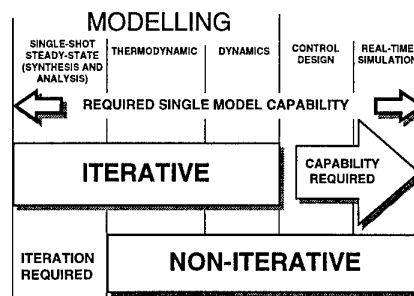 MODELLING
SINGLE-SHOT
STEADY-STATE
(SYNTHESIS AND
ANALYSIS)
THERMODYNAMIC
DYNAMICS
CONTROL
DESIGN
REAL-TIME
SIMULATION
REQUIRED SINGLE MODEL CAPABILITY
ITERATIVE
CAPABILITY
REQUIRED
ITERATION
REQUIRED
NON-ITERATIVE